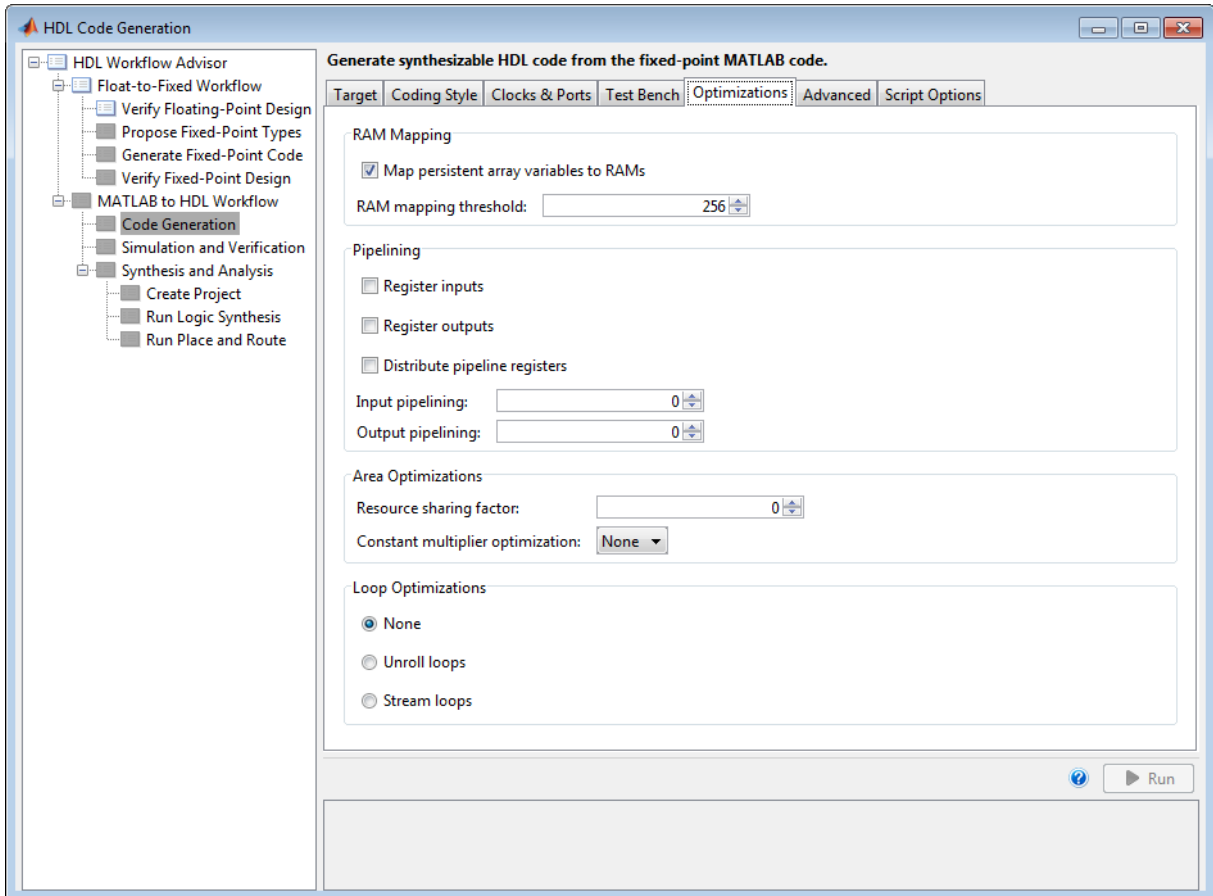 HDL Code Generation
HDL Workflow Advisor
Float-to-Fixed Workflow
Verify Floating-Point Design
Propose Fixed-Point Types
Generate Fixed-Point Code
Verify Fixed-Point Design
MATLAB to HDL Workflow
Code Generation
Simulation and Verification
Synthesis and Analysis
Create Project
Run Logic Synthesis
Run Place and Route
Generate synthesizable HDL code from the fixed-point MATLAB code.
Target Coding Style Clocks & Ports Test Bench Optimizations Advanced Script Options
RAM Mapping
Map persistent array variables to RAMs
RAM mapping threshold: 256
Pipelining
Register inputs
Register outputs
Distribute pipeline registers
Input pipelining: 0
Output pipelining: 0
Area Optimizations
Resource sharing factor: 0
Constant multiplier optimization: None
Loop Optimizations
None
Unroll loops
Stream loops
Run